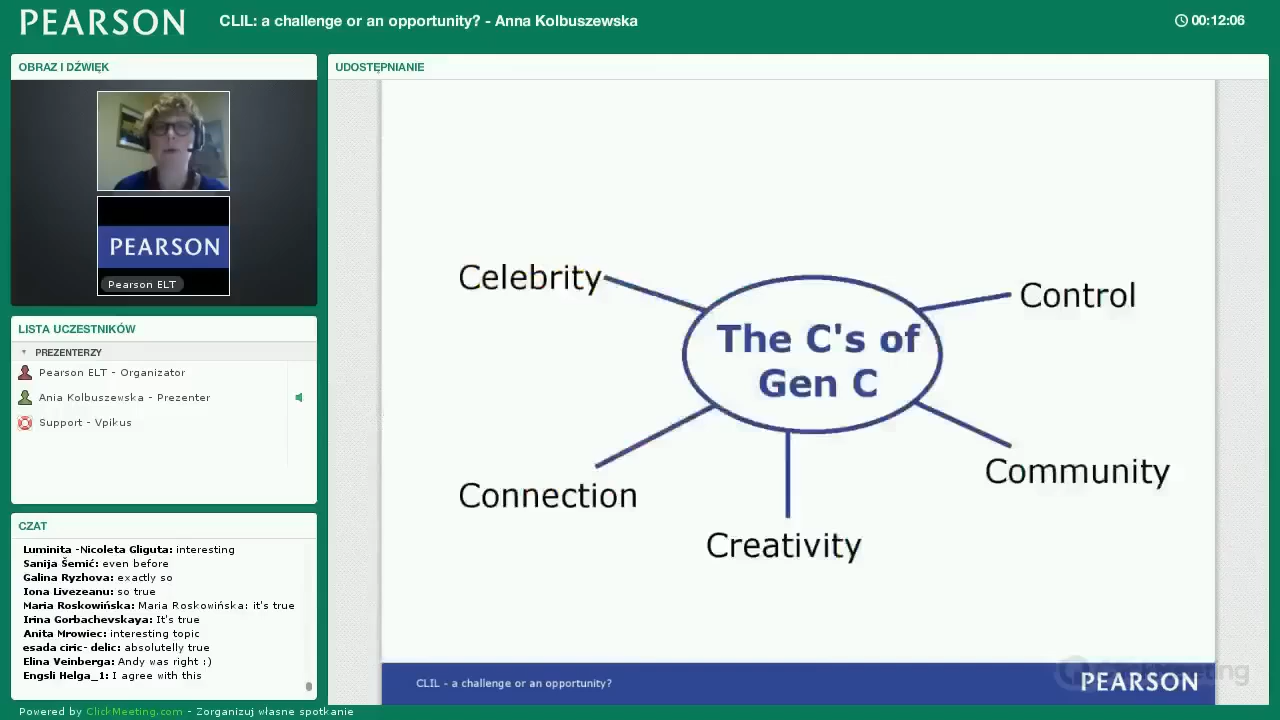 PEARSON
CLIL: a challenge or an opportunity? - Anna Kolbuszewska
00:12:06
OBRAZ I DŹWIĘK
PEARSON
Pearson ELT
LISTA UCZESTNIKÓW
PREZENTERZY
Pearson ELT - Organizator
Ania Kolbuszewska - Prezenter
Support - Vpikus
CZAT
Luminita -Nicoleta Gliguta: interesting
Sanija Šemić: even before
Galina Ryzhova: exactly so
Iona Livezeanu: so true
Maria Roskowińska: Maria Roskowińska: it's true
Irina Gorbachevskaya: It's true
Anita Mrowiec: interesting topic
esada ciric- delic: absolutelly true
Elina Veinberga: Andy was right :)
Engsli Helga_1: I agree with this
UDOSTĘPNIANIE
Celebrity
Control
The C's of
Gen C
Connection
Community
Creativity
CLIL - a challenge or an opportunity?
PEARSON
Powered by ClickMeeting.com - Zorganizuj własne spotkanie